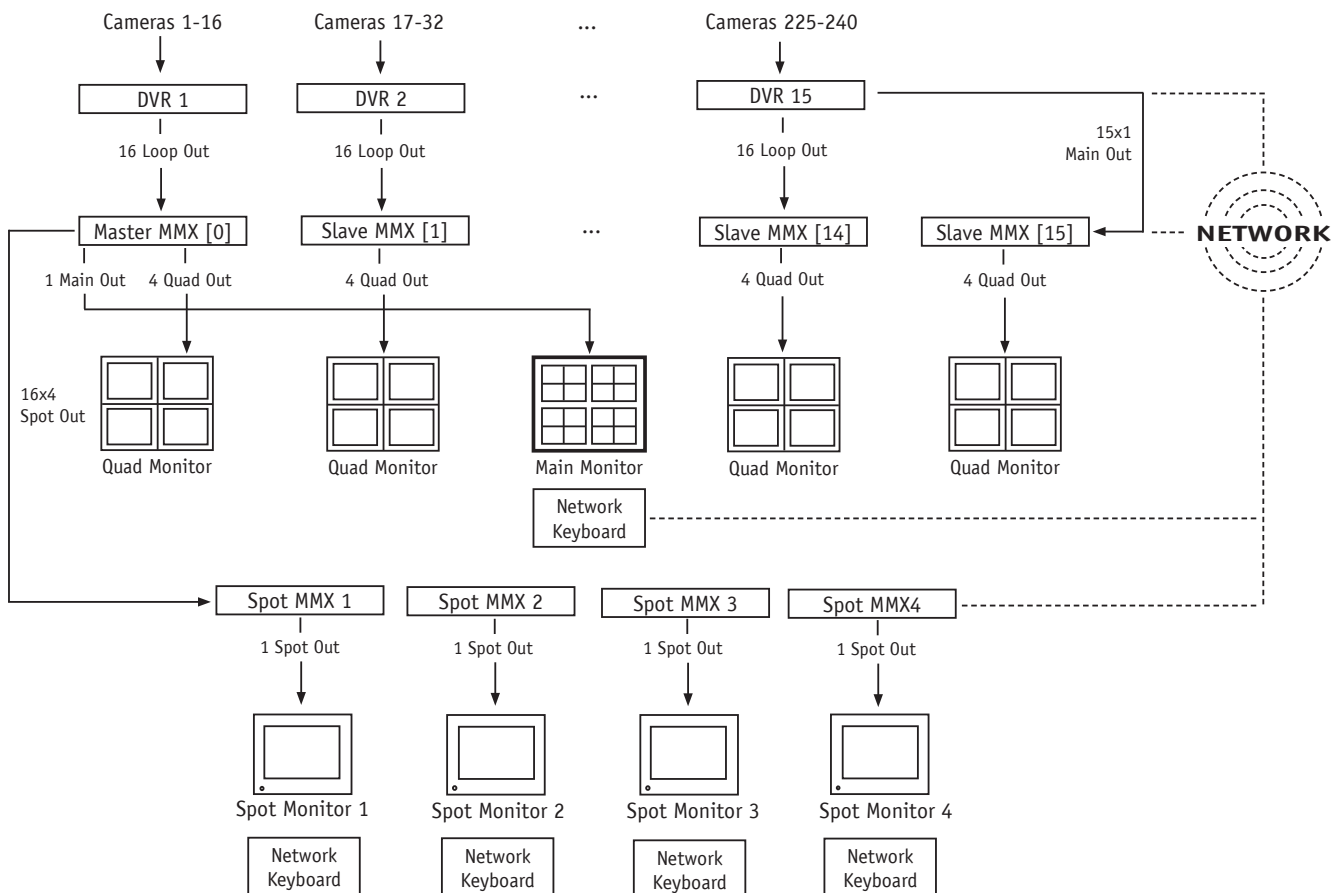 Cameras 1-16
Cameras 17-32
...
Cameras 225-240
DVR 1
DVR 2
...
DVR 15
16 Loop Out
16 Loop Out
16 Loop Out
15x1
Main Out
Master MMX [0]
Slave MMX [1]
...
Slave MMX [14]
Slave MMX [15]
NETWORK
1 Main Out
4 Quad Out
4 Quad Out
4 Quad Out
4 Quad Out
16x4
Spot Out
Quad Monitor
Quad Monitor
Main Monitor
Quad Monitor
Quad Monitor
Network
Keyboard
Spot MMX 1
Spot MMX 2
Spot MMX 3
Spot MMX4
1 Spot Out
1 Spot Out
1 Spot Out
1 Spot Out
Spot Monitor 1
Spot Monitor 2
Spot Monitor 3
Spot Monitor 4
Network
Keyboard
Network
Keyboard
Network
Keyboard
Network
Keyboard